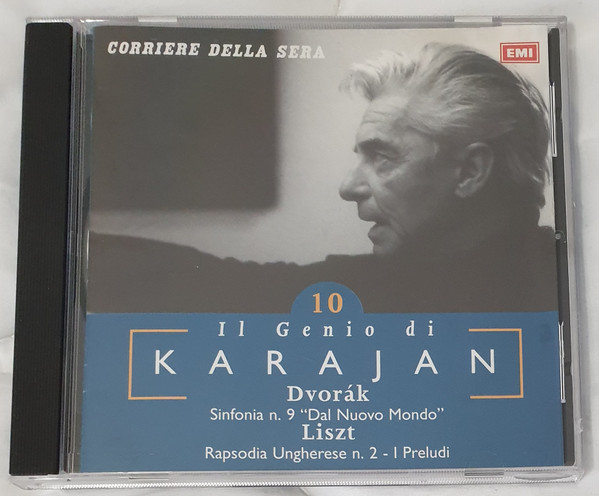 CORRIERE DELLA SERA
EMI
10
Il Genio di
KARAJAN
Dvorák
Sinfonia n. 9 “Dal Nuovo Mondo”
Liszt
Rapsodia Ungherese n. 2 - I Preludi